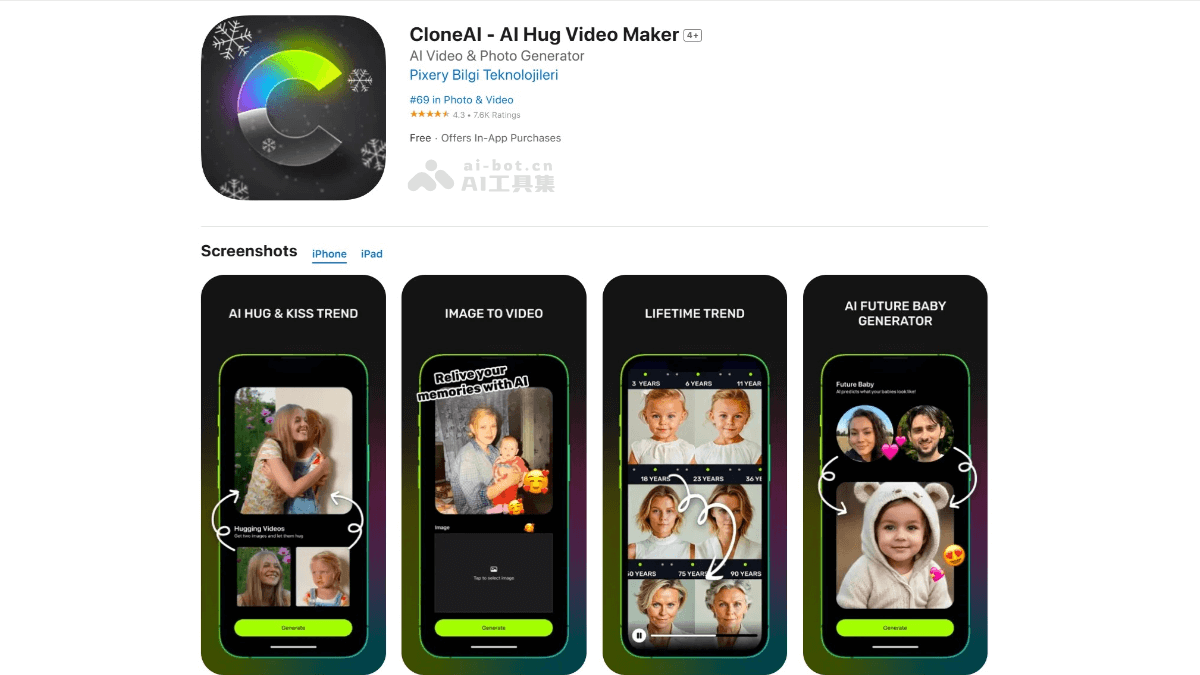 CloneAI - AI Hug Video Maker 4+
AI Video & Photo Generator
Pixery Bilgi Teknolojileri
#69 in Photo & Video
4.3 • 7.6K Ratings
Free · Offers In-App Purchases
ai-bot.cn
AI工具集
Screenshots
iPhone
iPad
AI HUG & KISS TREND
Hugging Videos
Get two images and let them hug
Generate
IMAGE TO VIDEO
Relive your
memories with AI
Image
Tap to select image
Generate
LIFETIME TREND
3 YEARS
6 YEARS
11 YEAR
18 YEARS
23 YEARS
36 YE
0 YEARS
75 YEARS
90 YEARS
AI FUTURE BABY
GENERATOR
Future Baby
AI predicts what your babies look like!
Generate